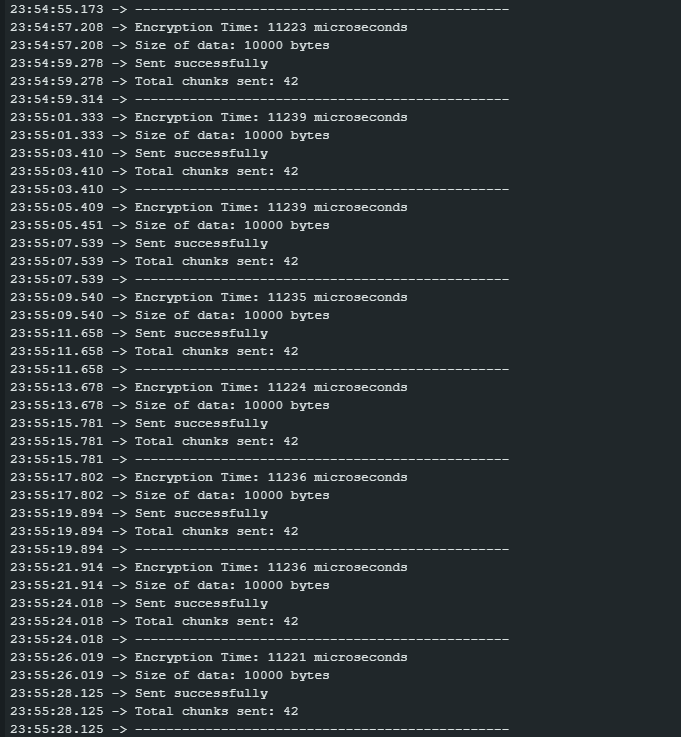 23:54:55.173 -> ------------------------------------------------
23:54:57.208 -> Encryption Time: 11223 microseconds
23:54:57.208 -> Size of data: 10000 bytes
23:54:59.278 -> Sent successfully
23:54:59.278 -> Total chunks sent: 42
23:54:59.314 -> ------------------------------------------------
23:55:01.333 -> Encryption Time: 11239 microseconds
23:55:01.333 -> Size of data: 10000 bytes
23:55:03.410 -> Sent successfully
23:55:03.410 -> Total chunks sent: 42
23:55:03.410 -> ------------------------------------------------
23:55:05.409 -> Encryption Time: 11239 microseconds
23:55:05.451 -> Size of data: 10000 bytes
23:55:07.539 -> Sent successfully
23:55:07.539 -> Total chunks sent: 42
23:55:07.539 -> ------------------------------------------------
23:55:09.540 -> Encryption Time: 11235 microseconds
23:55:09.540 -> Size of data: 10000 bytes
23:55:11.658 -> Sent successfully
23:55:11.658 -> Total chunks sent: 42
23:55:11.658 -> ------------------------------------------------
23:55:13.678 -> Encryption Time: 11224 microseconds
23:55:13.678 -> Size of data: 10000 bytes
23:55:15.781 -> Sent successfully
23:55:15.781 -> Total chunks sent: 42
23:55:15.781 -> ------------------------------------------------
23:55:17.802 -> Encryption Time: 11236 microseconds
23:55:17.802 -> Size of data: 10000 bytes
23:55:19.894 -> Sent successfully
23:55:19.894 -> Total chunks sent: 42
23:55:19.894 -> ------------------------------------------------
23:55:21.914 -> Encryption Time: 11236 microseconds
23:55:21.914 -> Size of data: 10000 bytes
23:55:24.018 -> Sent successfully
23:55:24.018 -> Total chunks sent: 42
23:55:24.018 -> ------------------------------------------------
23:55:26.019 -> Encryption Time: 11221 microseconds
23:55:26.019 -> Size of data: 10000 bytes
23:55:28.125 -> Sent successfully
23:55:28.125 -> Total chunks sent: 42
23:55:28.125 -> ------------------------------------------------